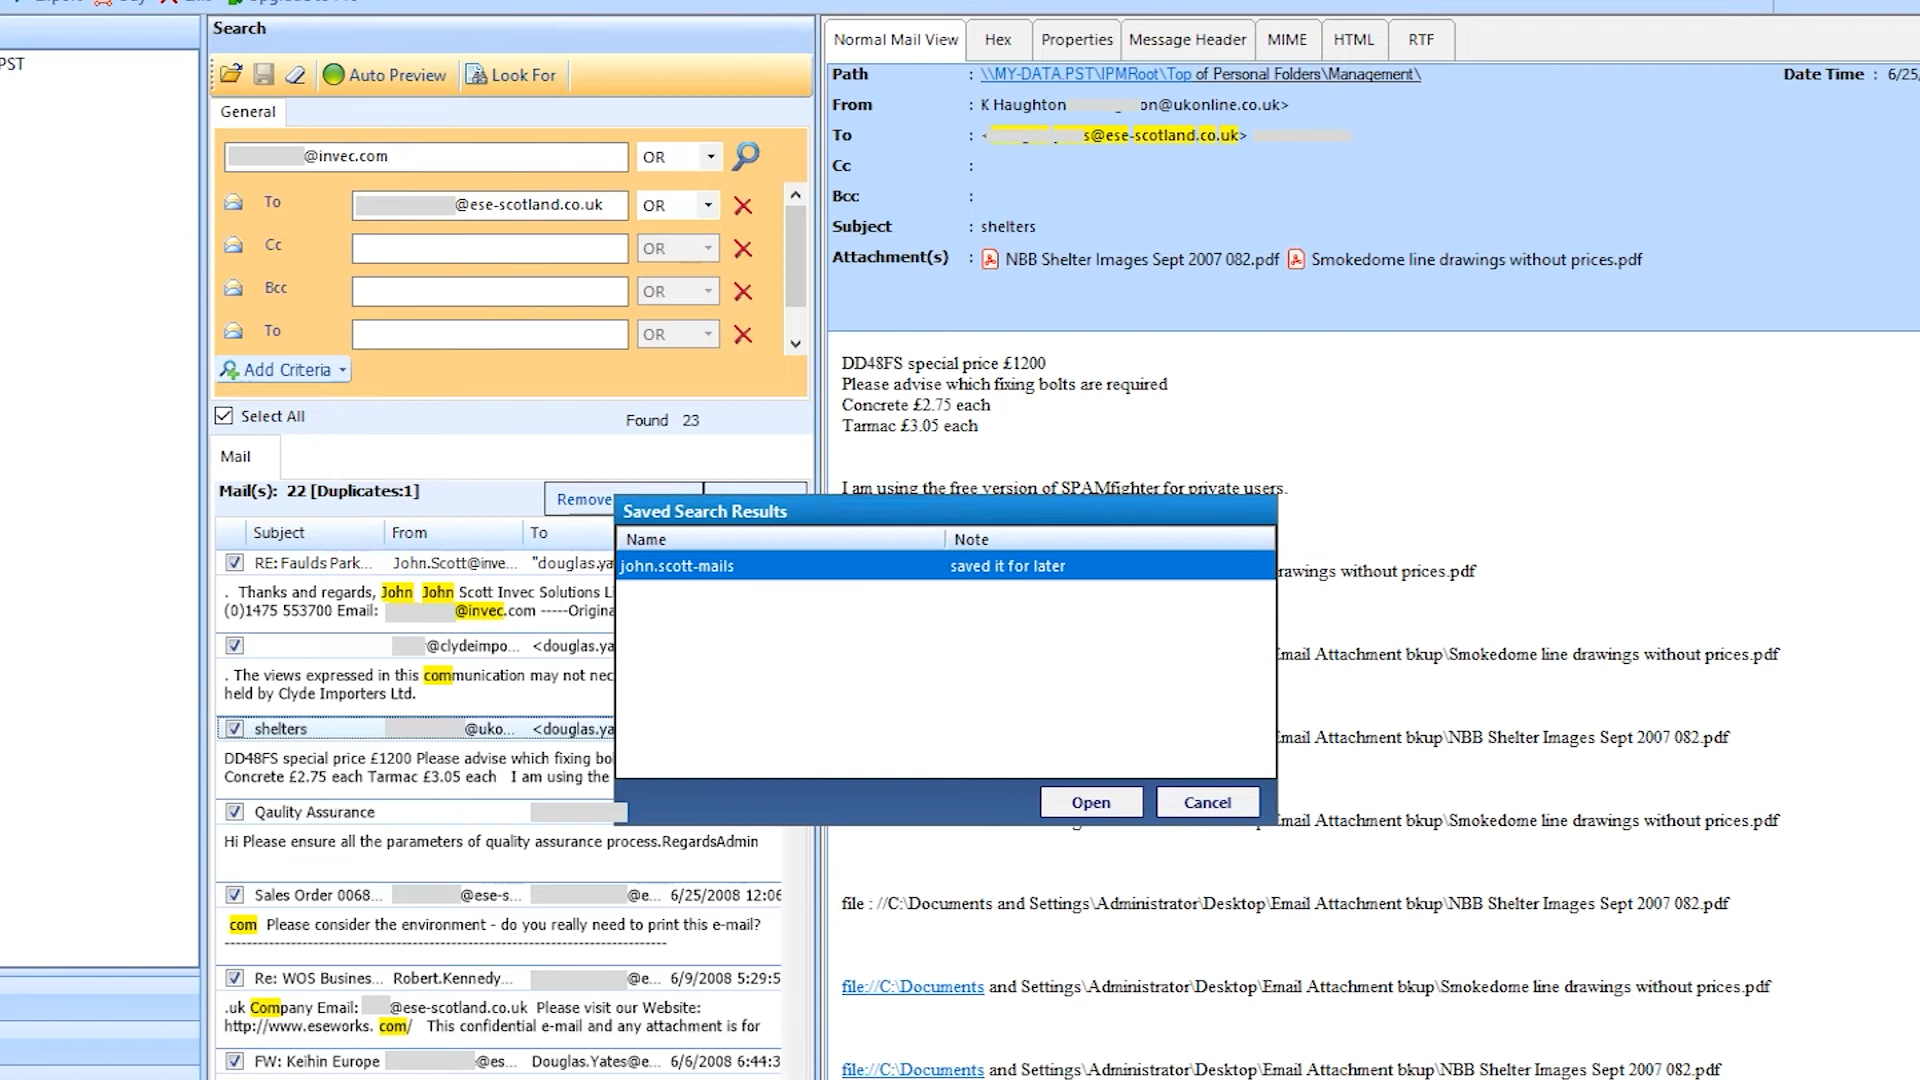 PST
Search
Auto Preview
Look For
General
@invec.com
OR
To
@ese-scotland.co.uk
OR
Cc
OR
Bcc
OR
To
OR
Add Criteria
Select All
Found 23
Mail
Mail(s): 22 [Duplicates:1]
Remove
Subject From To
RE: Faulds Park... John.Scott@inve... "douglas.ya
. Thanks and regards, John John Scott Invec Solutions Li
(0)1475 553700 Email: @invec.com -----Origina
@clydeimpo... <douglas.ya
. The views expressed in this communication may not nec
held by Clyde Importers Ltd.
shelters @uko... <douglas.ya
DD48FS special price £1200 Please advise which fixing bo
Concrete £2.75 each Tarmac £3.05 each I am using the
Qaulity Assurance
Hi Please ensure all the parameters of quality assurance process.RegardsAdmin
Sales Order 0068... @ese-s... @e... 6/25/2008 12:06
com Please consider the environment - do you really need to print this e-mail?
Re: WOS Busines... Robert.Kennedy... @e... 6/9/2008 5:29:5
.uk Company Email: @ese-scotland.co.uk Please visit our Website:
http://www.eseworks. com/ This confidential e-mail and any attachment is for
FW: Keihin Europe @es... Douglas.Yates@e... 6/6/2008 6:44:3
Saved Search Results
Name Note
john.scott-mails saved it for later
Open Cancel
Normal Mail View Hex Properties Message Header MIME HTML RTF
Path : \\MY-DATA.PST\IPMRoot\Top of Personal Folders\Management\ Date Time : 6/25/
From : K Haughton on@ukonline.co.uk>
To : < s@ese-scotland.co.uk>
Cc :
Bcc :
Subject : shelters
Attachment(s) : NBB Shelter Images Sept 2007 082.pdf Smokedome line drawings without prices.pdf
DD48FS special price £1200
Please advise which fixing bolts are required
Concrete £2.75 each
Tarmac £3.05 each
I am using the free version of SPAMfighter for private users.
rawings without prices.pdf
Email Attachment bkup\Smokedome line drawings without prices.pdf
Email Attachment bkup\NBB Shelter Images Sept 2007 082.pdf
Email Attachment bkup\Smokedome line drawings without prices.pdf
file : //C:\Documents and Settings\Administrator\Desktop\Email Attachment bkup\NBB Shelter Images Sept 2007 082.pdf
file://C:\Documents and Settings\Administrator\Desktop\Email Attachment bkup\Smokedome line drawings without prices.pdf
file://C:\Documents and Settings\Administrator\Desktop\Email Attachment bkup\NBB Shelter Images Sept 2007 082.pdf